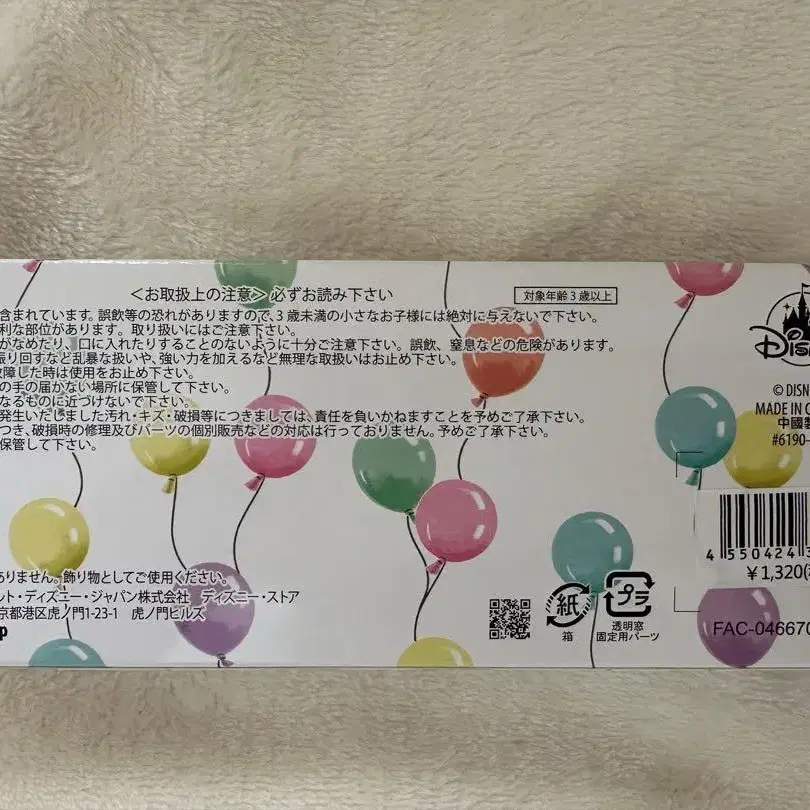 <お取扱上の注意> 必ずお読み下さい
対象年齢3歳以上
含まれています。誤飲等の恐れがありますので、3歳未満の小さなお子様には絶対に与えないで下さい。
利な部位があります。取り扱いにはご注意下さい。
がなめたり、口に入れたりすることのないように十分ご注意下さい。誤飲、窒息などの危険があります。
振り回すなど乱暴な扱いや、強い力を加えるなど無理な取扱いはお止め下さい。
故障した時は使用をお止め下さい。
の手の届かない場所に保管して下さい。
なるものに近づけないで下さい。
発生いたしました汚れ・キズ・破損等につきましては、責任を負いかねますことを予めご了承下さい。
つき、破損時の修理及びパーツの個別販売などの対応は行っておりません。予めご了承下さい。
保管して下さい。
Disn
© DISN
MADE IN C
中國製
#6190-
4 550424 3
¥1,320
FAC-046670
ありません。飾り物としてご使用ください。
ット・ディズニー・ジャパン株式会社 ディズニー・ストア
京都港区虎ノ門1-23-1 虎ノ門ヒルズ
p
紙
箱
プラ
透明窓
固定用パーツ